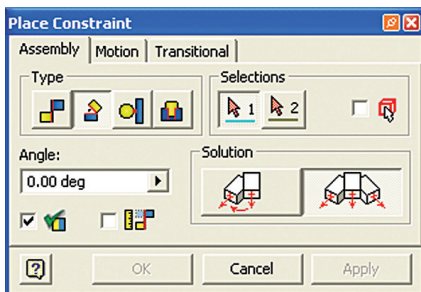 Place Constraint
Assembly Motion Transitional
Type Selections
1 2
Angle: Solution
0.00 deg
?
OK Cancel Apply